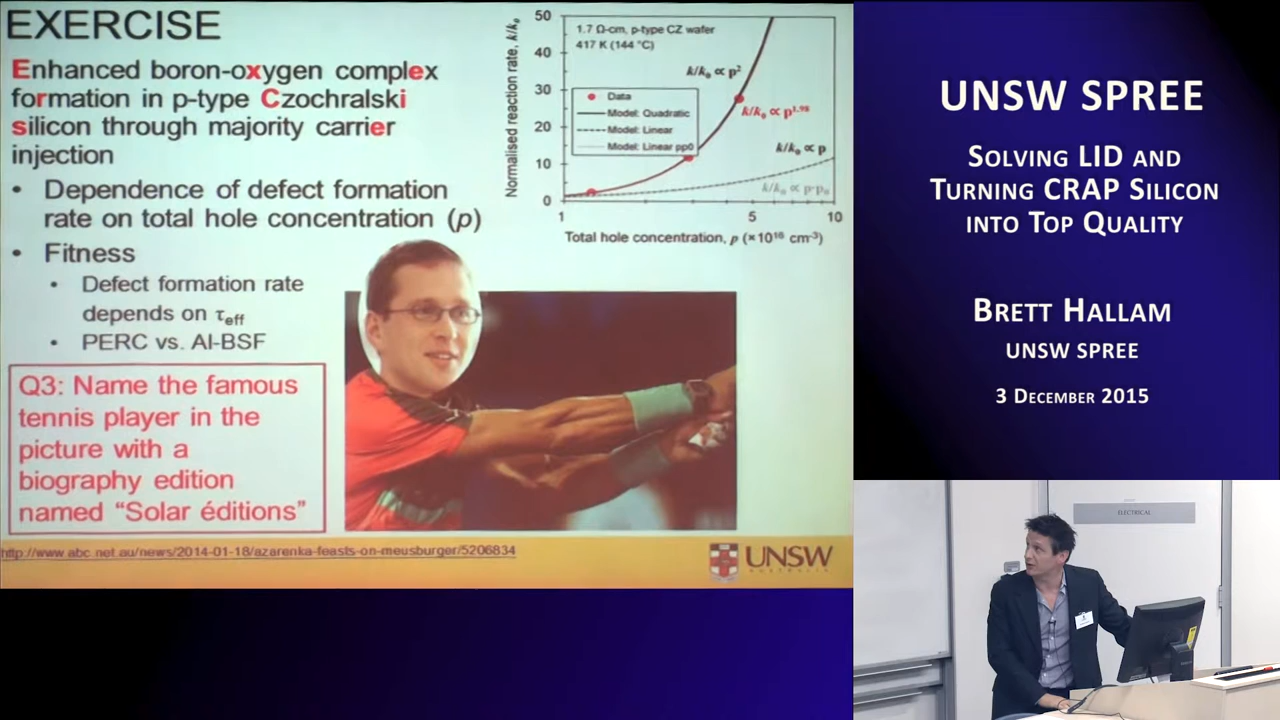 EXERCISE
Enhanced boron-oxygen complex
formation in p-type Czochralski
silicon through majority carrier
injection
• Dependence of defect formation
rate on total hole concentration (p)
• Fitness
• Defect formation rate
depends on τeff
• PERC vs. Al-BSF
Q3: Name the famous
tennis player in the
picture with a
biography edition
named “Solar éditions”
http://www.abc.net.au/news/2014-01-18/azarenka-feasts-on-meusburger/5206834
Normalised reaction rate, k/k₀
50
40
30
20
10
0
1.7 Ω-cm, p-type CZ wafer
417 K (144 °C)
Data
Model: Quadratic
Model: Linear
Model: Linear pp0
k/k₀ ∝ p²
k/k₀ ∝ p¹·⁹⁸
k/k₀ ∝ p
k/k₀ ∝ p·p₀
1
5
10
Total hole concentration, p (×10¹⁶ cm⁻³)
UNSW
AUSTRALIA
UNSW SPREE
SOLVING LID AND
TURNING CRAP SILICON
INTO TOP QUALITY
BRETT HALLAM
UNSW SPREE
3 DECEMBER 2015
ELECTRICAL